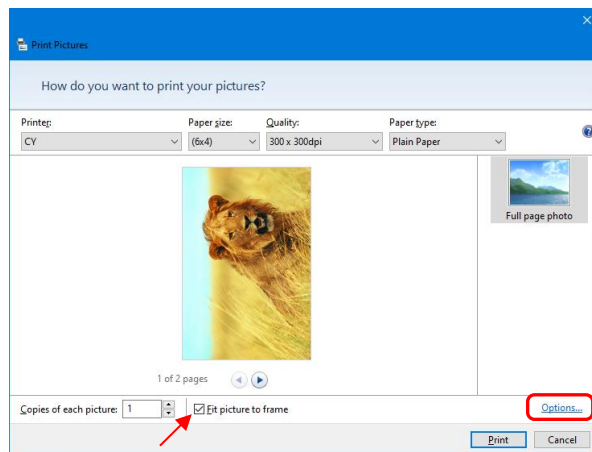 Print Pictures
How do you want to print your pictures?
Printer: Paper size: Quality: Paper type:
CY (6x4) 300 x 300dpi Plain Paper
Full page photo
1 of 2 pages
Copies of each picture: 1 Fit picture to frame Options...
Print Cancel